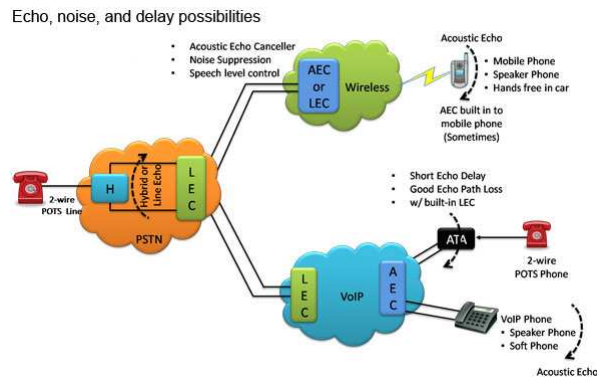 Echo, noise, and delay possibilities
• Acoustic Echo Canceller
• Noise Suppression
• Speech level control
AEC
or
LEC
Wireless
Acoustic Echo
• Mobile Phone
• Speaker Phone
• Hands free in car
AEC built in to
mobile phone
(Sometimes)
2-wire
POTS Line
H
Hybrid or
Line Echo
L
E
C
PSTN
• Short Echo Delay
• Good Echo Path Loss
• w/ built-in LEC
ATA
2-wire
POTS Phone
L
E
C
VoIP
A
E
C
VoIP Phone
• Speaker Phone
• Soft Phone
Acoustic Echo